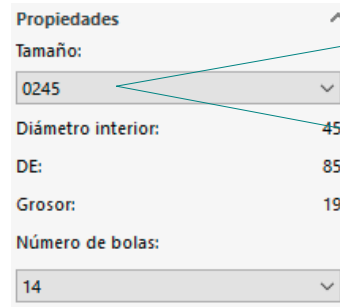 Propiedades
Tamaño:
0245
Diámetro interior: 45
DE: 85
Grosor: 19
Número de bolas:
14